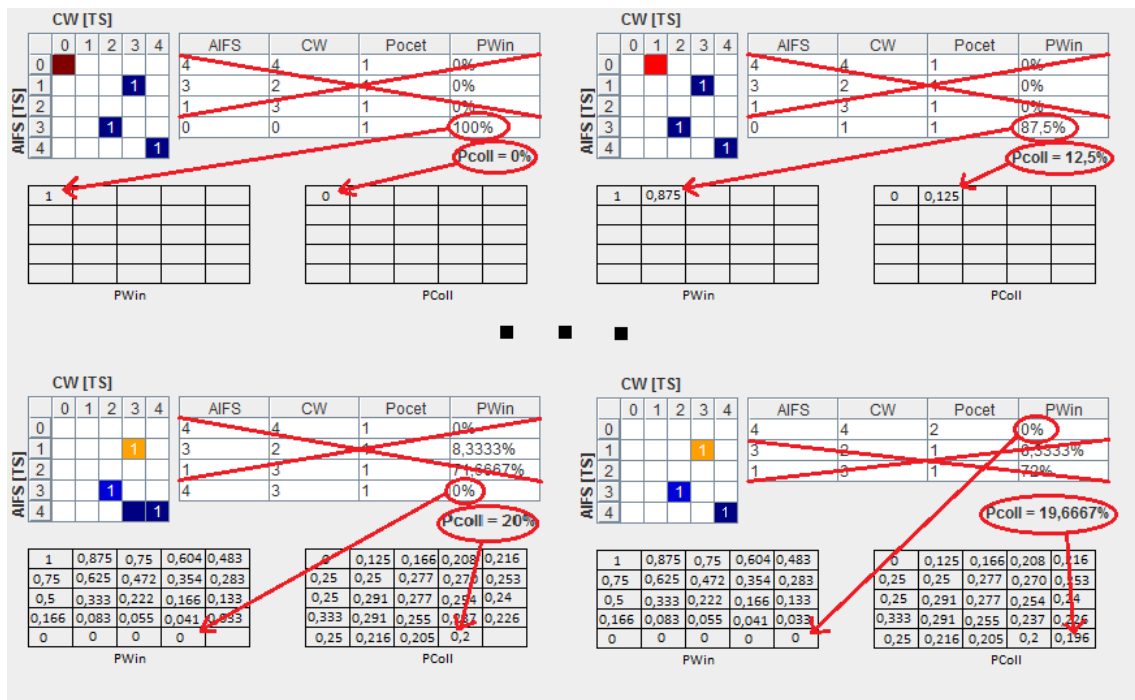 CW [TS]
AIFS [TS]
0 1 2 3 4
0
1 1
2
3 1
4 1
AIFS CW Pocet PWin
4 4 1 0%
3 2 0%
1 3 1 0%
0 0 1 100%
Pcoll = 0%
1
PWin
0
PColl
CW [TS]
AIFS [TS]
0 1 2 3 4
0
1 1
2
3 1
4 1
AIFS CW Pocet PWin
4 4 1 0%
3 2 0%
1 3 1 0%
0 1 1 87,5%
Pcoll = 12,5%
1 0,875
PWin
0 0,125
PColl
CW [TS]
AIFS [TS]
0 1 2 3 4
0
1 1
2
3 1
4 1
AIFS CW Pocet PWin
4 4 1 0%
3 2 8,3333%
1 3 1 71,6667%
4 3 1 0%
Pcoll = 20%
1 0,875 0,75 0,604 0,483
0,75 0,625 0,472 0,354 0,283
0,5 0,333 0,222 0,166 0,133
0,166 0,083 0,055 0,041 0,033
0 0 0 0
PWin
0,125 0,166 0,208 0,216
0,25 0,25 0,277 0,270 0,253
0,25 0,291 0,277 0,254 0,24
0,333 0,291 0,255 0,237 0,226
0,25 0,216 0,205 0,2
PColl
CW [TS]
AIFS [TS]
0 1 2 3 4
0
1 1
2
3 1
4 1
AIFS CW Pocet PWin
4 4 2 0%
3 2 1 8,3333%
1 3 1 72%
Pcoll = 19,6667%
1 0,875 0,75 0,604 0,483
0,75 0,625 0,472 0,354 0,283
0,5 0,333 0,222 0,166 0,133
0,166 0,083 0,055 0,041 0,033
0 0 0 0 0
PWin
0 0,125 0,166 0,208 0,216
0,25 0,25 0,277 0,270 0,253
0,25 0,291 0,277 0,254 0,24
0,333 0,291 0,255 0,237 0,226
0,25 0,216 0,205 0,2 0,196
PColl